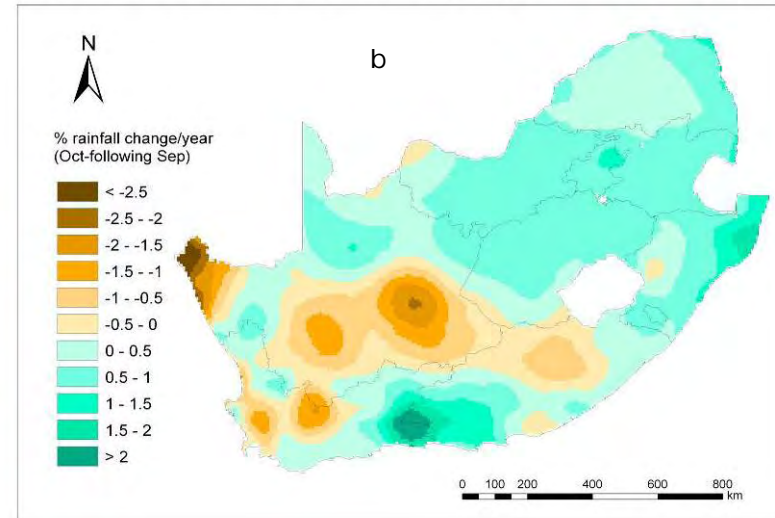 N
b
% rainfall change/year
(Oct-following Sep)
< -2.5
-2.5 - -2
-2 - -1.5
-1.5 - -1
-1 - -0.5
-0.5 - 0
0 - 0.5
0.5 - 1
1 - 1.5
1.5 - 2
> 2
0 100 200 400 600 800
km